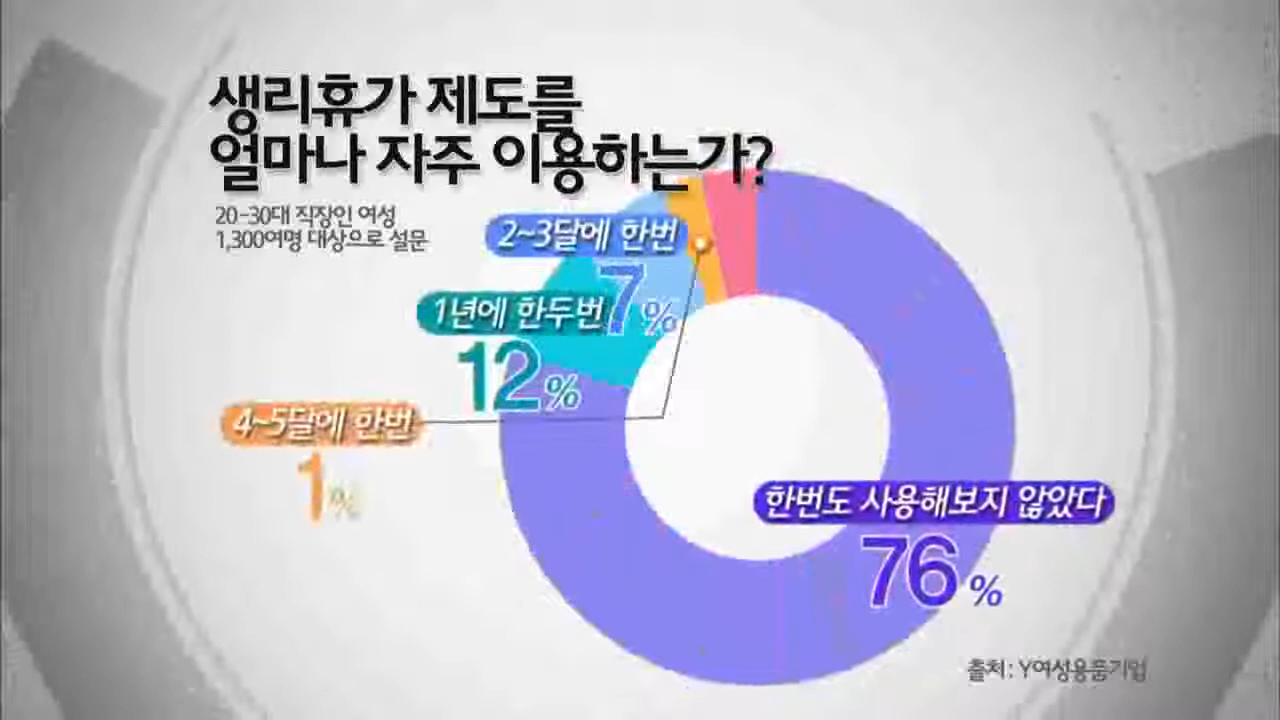 생리휴가 제도를
얼마나 자주 이용하는가?
20-30대 직장인 여성
1,300여명 대상으로 설문
2~3달에 한번
7%
1년에 한두번
12%
4~5달에 한번
1%
한번도 사용해보지 않았다
76%
출처: Y여성용품기업